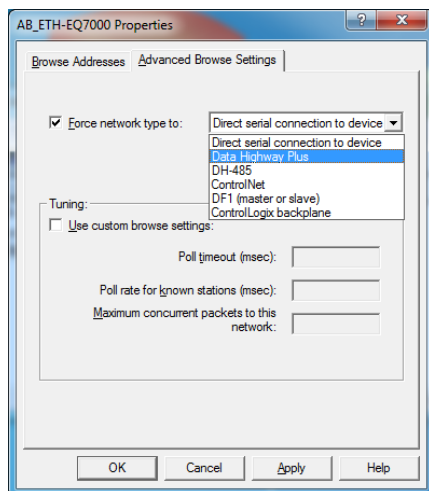 AB_ETH-EQ7000 Properties
Browse Addresses Advanced Browse Settings
Force network type to: Direct serial connection to device
Direct serial connection to device
Data Highway Plus
DH-485
ControlNet
DF1 (master or slave)
ControlLogix backplane
Tuning:
Use custom browse settings:
Poll timeout (msec):
Poll rate for known stations (msec):
Maximum concurrent packets to this
network:
OK Cancel Apply Help